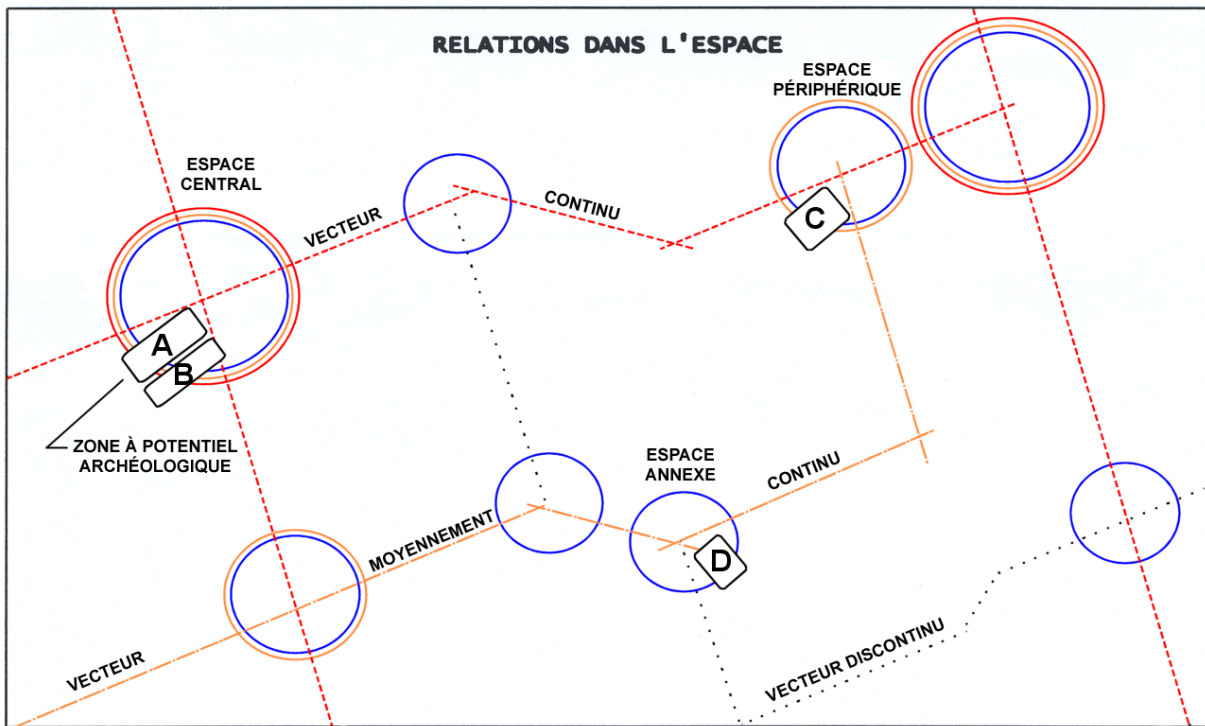 RELATIONS DANS L'ESPACE
ESPACE
PÉRIPHÉRIQUE
ESPACE
CENTRAL
VECTEUR
CONTINU
C
A
B
ZONE À POTENTIEL
ARCHÉOLOGIQUE
ESPACE
ANNEXE
CONTINU
MOYENNEMENT
D
VECTEUR
VECTEUR DISCONTINU